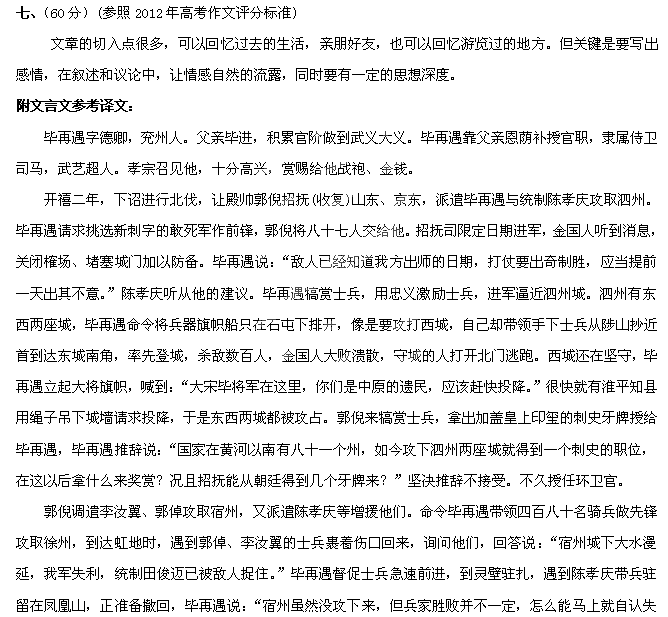 七、（60 分）(参照 2012 年高考作文评分标准)
文章的切入点很多，可以回忆过去的生活，亲朋好友，也可以回忆游览过的地方。但关键是要写出
感情，在叙述和议论中，让情感自然的流露，同时要有一定的思想深度。
附文言文参考译文：
毕再遇字德卿，兖州人。父亲毕进，积累官阶做到武义大义。毕再遇靠父亲恩荫补授官职，隶属侍卫
司马，武艺超人。孝宗召见他，十分高兴，赏赐给他战袍、金钱。
开禧二年，下诏进行北伐，让殿帅郭倪招抚(收复)山东、京东，派遣毕再遇与统制陈孝庆攻取泗州。
毕再遇请求挑选新刺字的敢死军作前锋，郭倪将八十七人交给他。招抚司限定日期进军，金国人听到消息，
关闭榷场、堵塞城门加以防备。毕再遇说：“敌人已经知道我方出师的日期，打仗要出奇制胜，应当提前
一天出其不意。”陈孝庆听从他的建议。毕再遇犒赏士兵，用忠义激励士兵，进军逼近泗州城。泗州有东
西两座城，毕再遇命令将兵器旗帜船只在石屯下排开，像是要攻打西城，自己却带领手下士兵从陟山抄近
首到达东城南角，率先登城，杀敌数百人，金国人大败溃散，守城的人打开北门逃跑。西城还在坚守，毕
再遇立起大将旗帜，喊到：“大宋毕将军在这里，你们是中原的遗民，应该赶快投降。”很快就有淮平知县
用绳子吊下城墙请求投降，于是东西两城都被攻占。郭倪来犒赏士兵，拿出加盖皇上印玺的刺史牙牌授给
毕再遇，毕再遇推辞说：“国家在黄河以南有八十一个州，如今攻下泗州两座城就得到一个刺史的职位，
在这以后拿什么来奖赏？况且招抚能从朝廷得到几个牙牌来？”坚决推辞不接受。不久授任环卫官。
郭倪调遣李汝翼、郭倬攻取宿州，又派遣陈孝庆等增援他们。命令毕再遇带领四百八十名骑兵做先锋
攻取徐州，到达虹地时，遇到郭倬、李汝翼的士兵裹着伤口回来，询问他们，回答说：“宿州城下大水漫
延，我军失利，统制田俊迈已被敌人捉住。”毕再遇督促士兵急速前进，到灵璧驻扎，遇到陈孝庆带兵驻
留在凤凰山，正准备撤回，毕再遇说：“宿州虽然没攻下来，但兵家胜败并不一定，怎么能马上就自认失